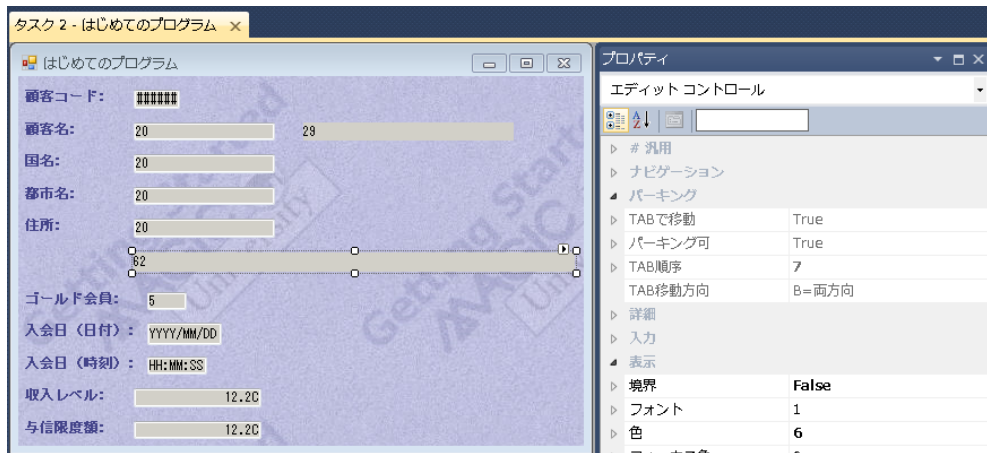 タスク 2 - はじめてのプログラム ×
はじめてのプログラム
顧客コード: ######
顧客名: 20 29
国名: 20
都市名: 20
住所: 20
62
ゴールド会員: 5
入会日（日付）: YYYY/MM/DD
入会日（時刻）: HH:MM:SS
収入レベル: 12.2C
与信限度額: 12.2C
Getting Started
University
プロパティ
エディット コントロール
# 汎用
ナビゲーション
パーキング
TABで移動 True
パーキング可 True
TAB順序 7
TAB移動方向 B=両方向
詳細
入力
表示
境界 False
フォント 1
色 6